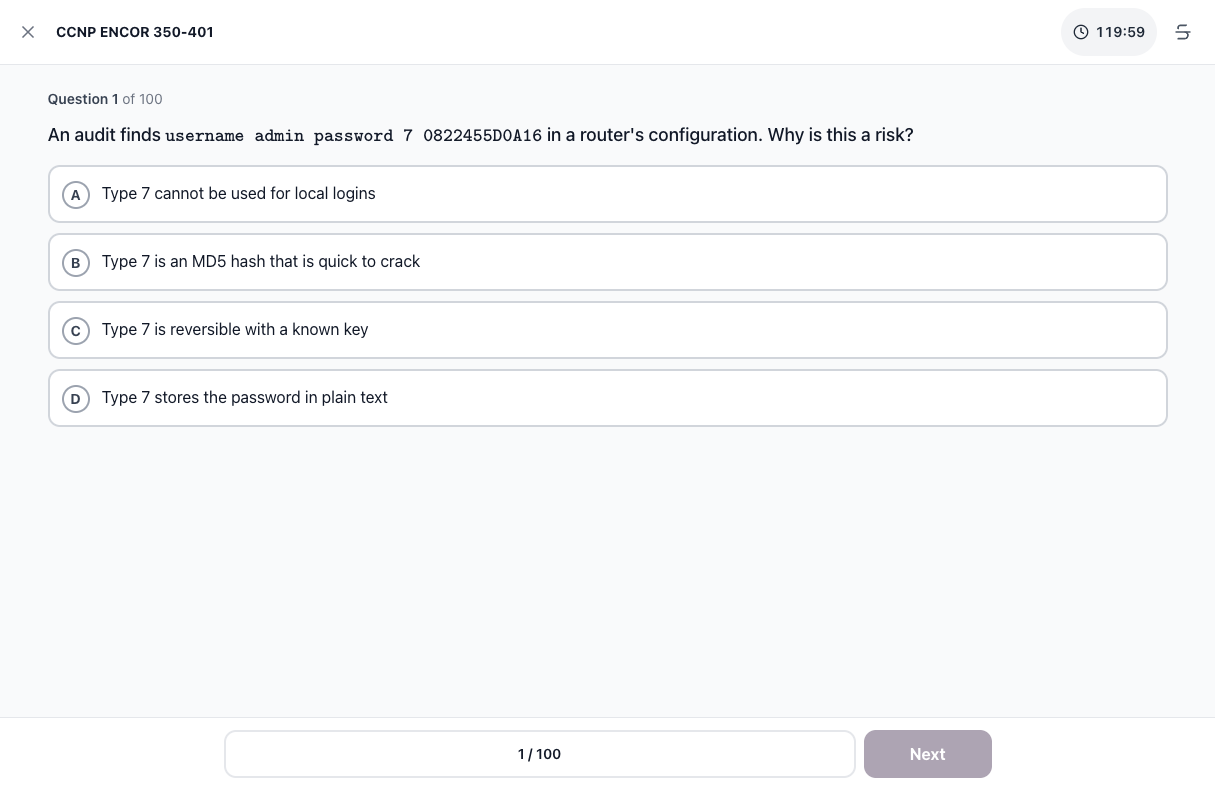 CCNP ENCOR 350-401
119:59
Question 1 of 100
An audit finds username admin password 7 0822455D0A16 in a router's configuration. Why is this a risk?
A Type 7 cannot be used for local logins
B Type 7 is an MD5 hash that is quick to crack
C Type 7 is reversible with a known key
D Type 7 stores the password in plain text
1 / 100
Next